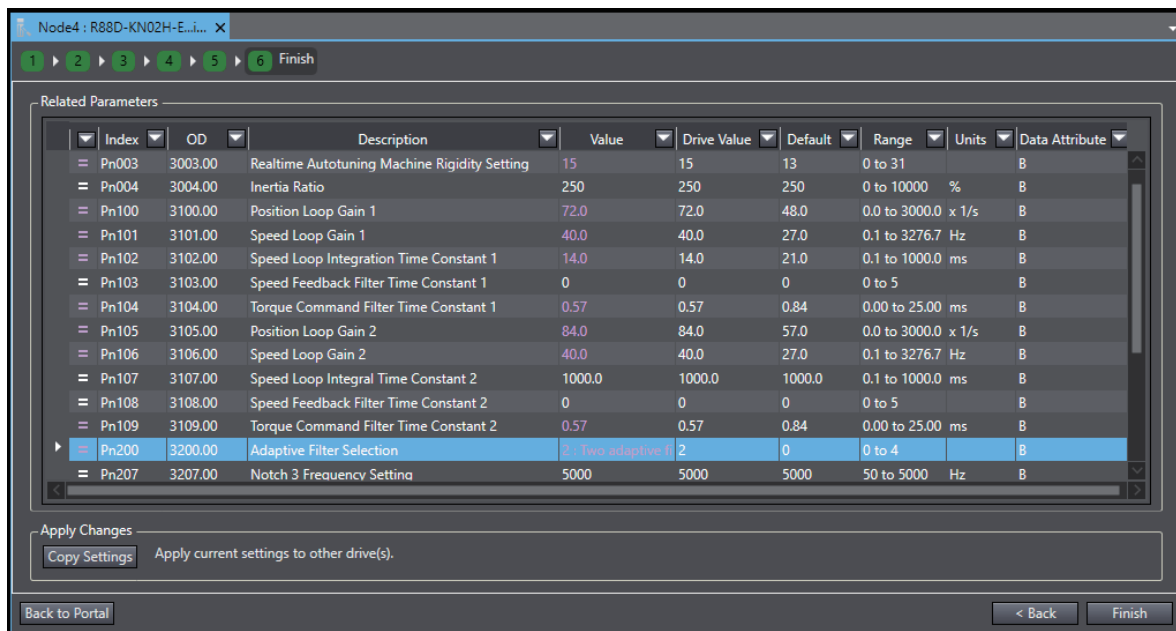 Node4 : R88D-KN02H-E...i...
1 2 3 4 5 6 Finish
Related Parameters
Index OD Description Value Drive Value Default Range Units Data Attribute
= Pn003 3003.00 Realtime Autotuning Machine Rigidity Setting 15 15 13 0 to 31 B
= Pn004 3004.00 Inertia Ratio 250 250 250 0 to 10000 % B
= Pn100 3100.00 Position Loop Gain 1 72.0 72.0 48.0 0.0 to 3000.0 x 1/s B
= Pn101 3101.00 Speed Loop Gain 1 40.0 40.0 27.0 0.1 to 3276.7 Hz B
= Pn102 3102.00 Speed Loop Integration Time Constant 1 14.0 14.0 21.0 0.1 to 1000.0 ms B
= Pn103 3103.00 Speed Feedback Filter Time Constant 1 0 0 0 0 to 5 B
= Pn104 3104.00 Torque Command Filter Time Constant 1 0.57 0.57 0.84 0.00 to 25.00 ms B
= Pn105 3105.00 Position Loop Gain 2 84.0 84.0 57.0 0.0 to 3000.0 x 1/s B
= Pn106 3106.00 Speed Loop Gain 2 40.0 40.0 27.0 0.1 to 3276.7 Hz B
= Pn107 3107.00 Speed Loop Integral Time Constant 2 1000.0 1000.0 1000.0 0.1 to 1000.0 ms B
= Pn108 3108.00 Speed Feedback Filter Time Constant 2 0 0 0 0 to 5 B
= Pn109 3109.00 Torque Command Filter Time Constant 2 0.57 0.57 0.84 0.00 to 25.00 ms B
= Pn200 3200.00 Adaptive Filter Selection 2 : Two adaptive fi 2 0 0 to 4 B
= Pn207 3207.00 Notch 3 Frequency Setting 5000 5000 5000 50 to 5000 Hz B
Apply Changes
Copy Settings Apply current settings to other drive(s).
Back to Portal < Back Finish